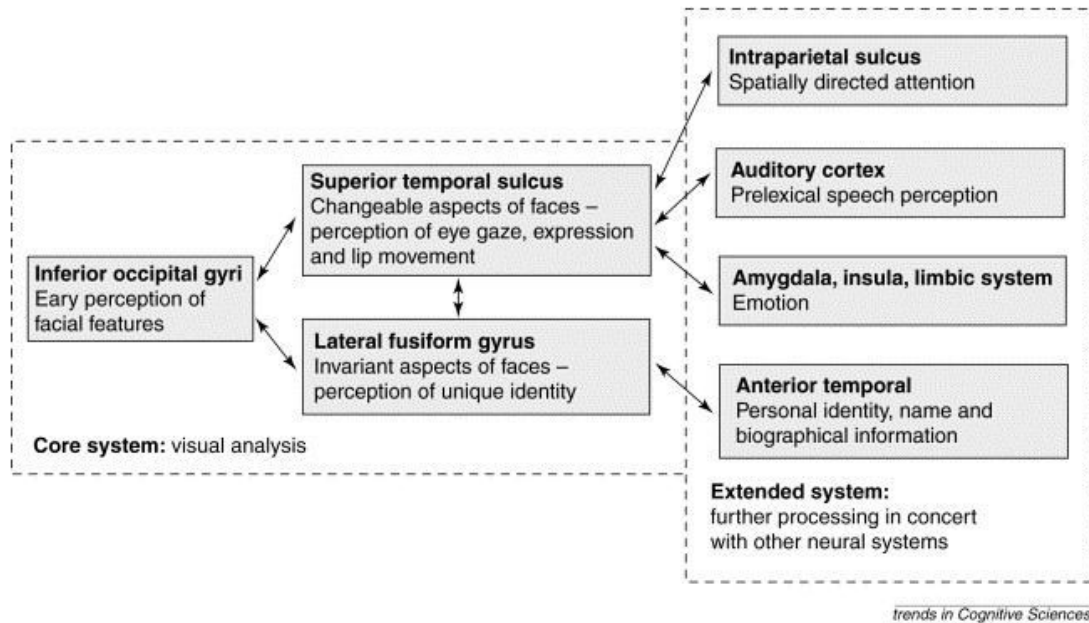 Intraparietal sulcus
Spatially directed attention
Auditory cortex
Prelexical speech perception
Superior temporal sulcus
Changeable aspects of faces –
perception of eye gaze, expression
and lip movement
Inferior occipital gyri
Eary perception of
facial features
Amygdala, insula, limbic system
Emotion
Lateral fusiform gyrus
Invariant aspects of faces –
perception of unique identity
Anterior temporal
Personal identity, name and
biographical information
Core system: visual analysis
Extended system:
further processing in concert
with other neural systems
trends in Cognitive Sciences